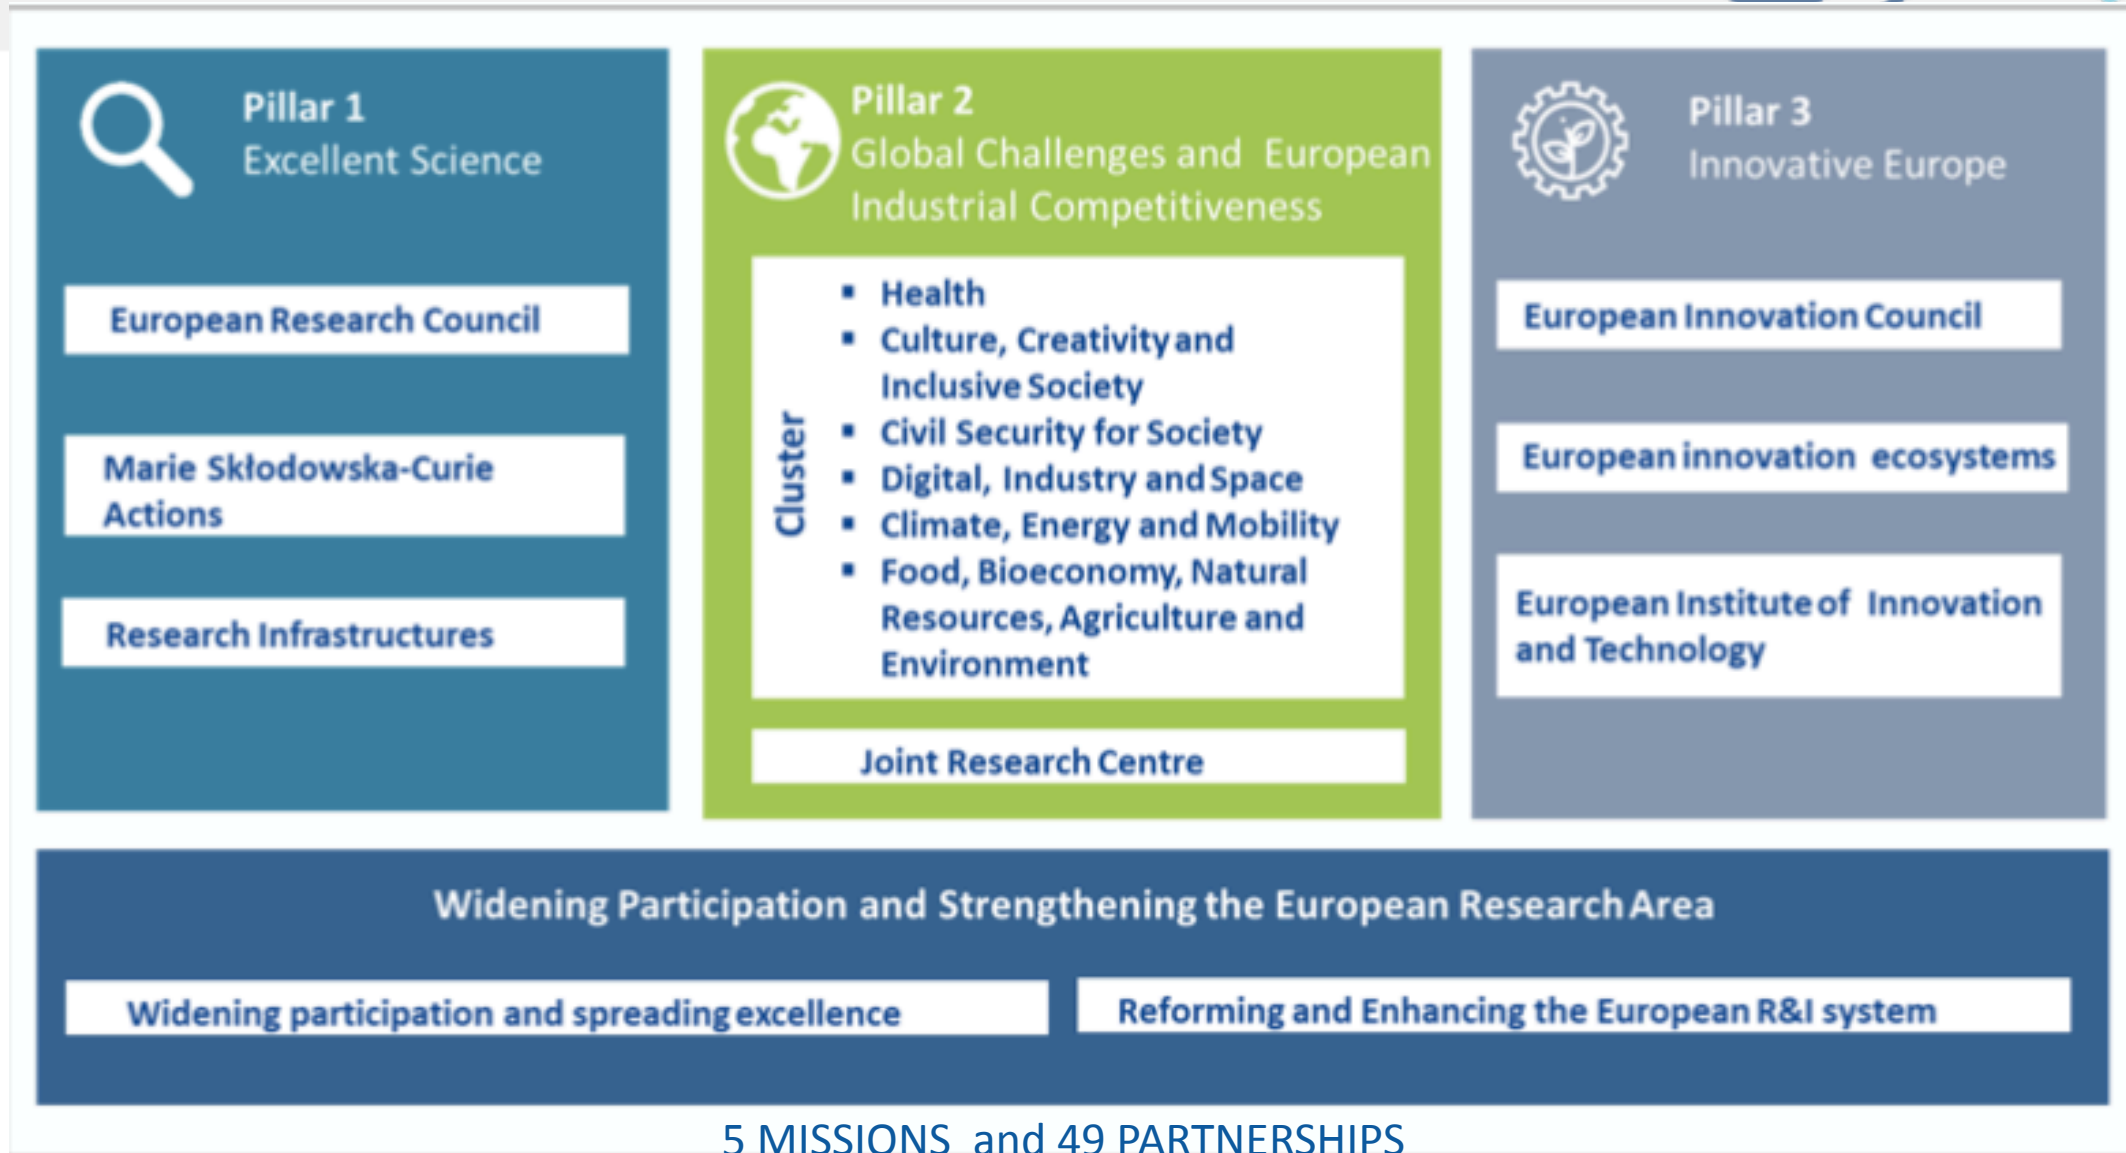 Pillar 1
Excellent Science
European Research Council
Marie Skłodowska-Curie
Actions
Research Infrastructures
Pillar 2
Global Challenges and European
Industrial Competitiveness
Cluster
▪ Health
▪ Culture, Creativity and
Inclusive Society
▪ Civil Security for Society
▪ Digital, Industry and Space
▪ Climate, Energy and Mobility
▪ Food, Bioeconomy, Natural
Resources, Agriculture and
Environment
Joint Research Centre
Pillar 3
Innovative Europe
European Innovation Council
European innovation ecosystems
European Institute of Innovation
and Technology
Widening Participation and Strengthening the European Research Area
Widening participation and spreading excellence
Reforming and Enhancing the European R&I system
5 MISSIONS and 49 PARTNERSHIPS